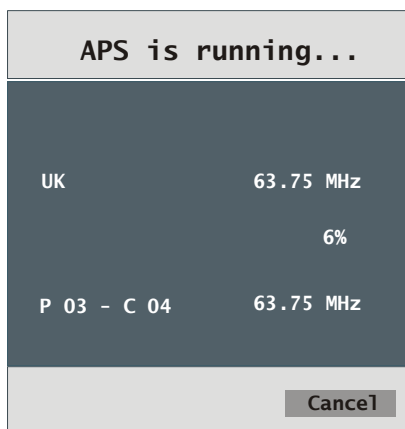 APS is running...
UK 63.75 MHz
6%
P 03 - C 04 63.75 MHz
Cancel